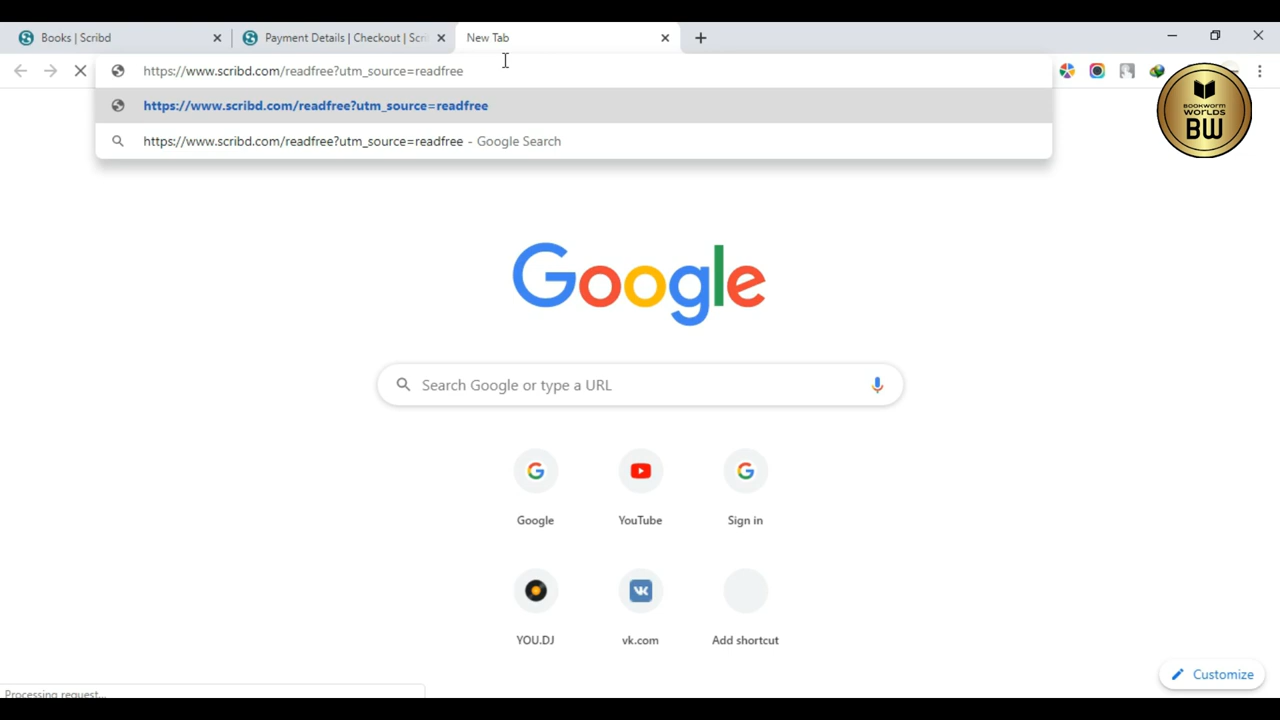 Books | Scribd
Payment Details | Checkout | Scri
New Tab
https://www.scribd.com/readfree?utm_source=readfree
https://www.scribd.com/readfree?utm_source=readfree
https://www.scribd.com/readfree?utm_source=readfree - Google Search
BOOKWORM
WORLDS
BW
Google
Search Google or type a URL
Google
YouTube
Sign in
YOU.DJ
vk.com
Add shortcut
Customize
Processing request...